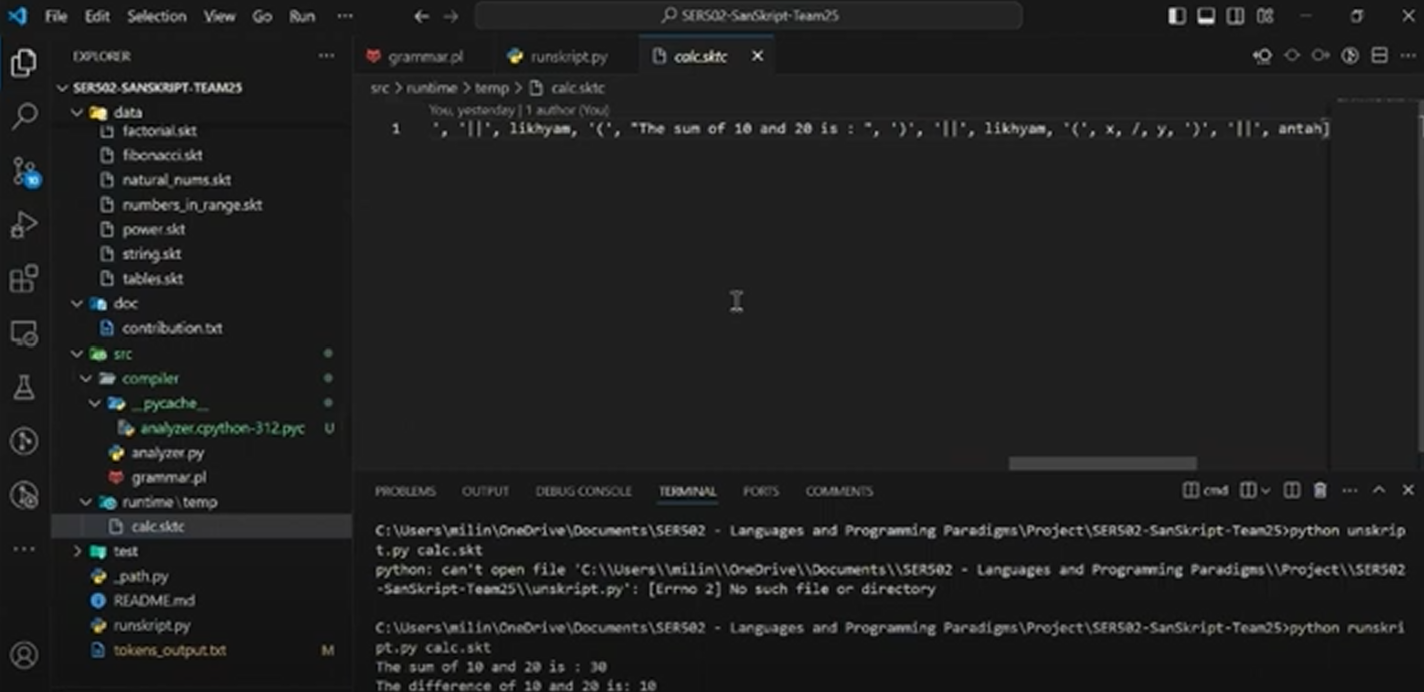 File Edit Selection View Go Run ...
SER502-SanSkript-Team25
EXPLORER
SER502-SANSKRIPT-TEAM25
data
factorial.skt
fibonacci.skt
natural_nums.skt
numbers_in_range.skt
power.skt
string.skt
tables.skt
doc
contribution.txt
src
compiler
__pycache__
analyzer.cpython-312.pyc U
analyzer.py
grammar.pl
runtime \ temp
calc.sktc
test
_path.py
README.md
runskript.py
tokens_output.txt M
10
grammar.pl runskript.py calc.sktc
src > runtime > temp > calc.sktc
You, yesterday | 1 author (You)
1 ", '||', likhyam, '(', "The sum of 10 and 20 is : ", ')', '||', likhyam, '(', x, /, y, ')', '||', antah]
PROBLEMS OUTPUT DEBUG CONSOLE TERMINAL PORTS COMMENTS
cmd
C:\Users\milin\OneDrive\Documents\SER502 - Languages and Programming Paradigms\Project\SER502-SanSkript-Team25>python unskrip
t.py calc.skt
python: can't open file 'C:\\Users\\milin\\OneDrive\\Documents\\SER502 - Languages and Programming Paradigms\\Project\\SER502
-SanSkript-Team25\\unskript.py': [Errno 2] No such file or directory
C:\Users\milin\OneDrive\Documents\SER502 - Languages and Programming Paradigms\Project\SER502-SanSkript-Team25>python runskri
pt.py calc.skt
The sum of 10 and 20 is : 30
The difference of 10 and 20 is: 10